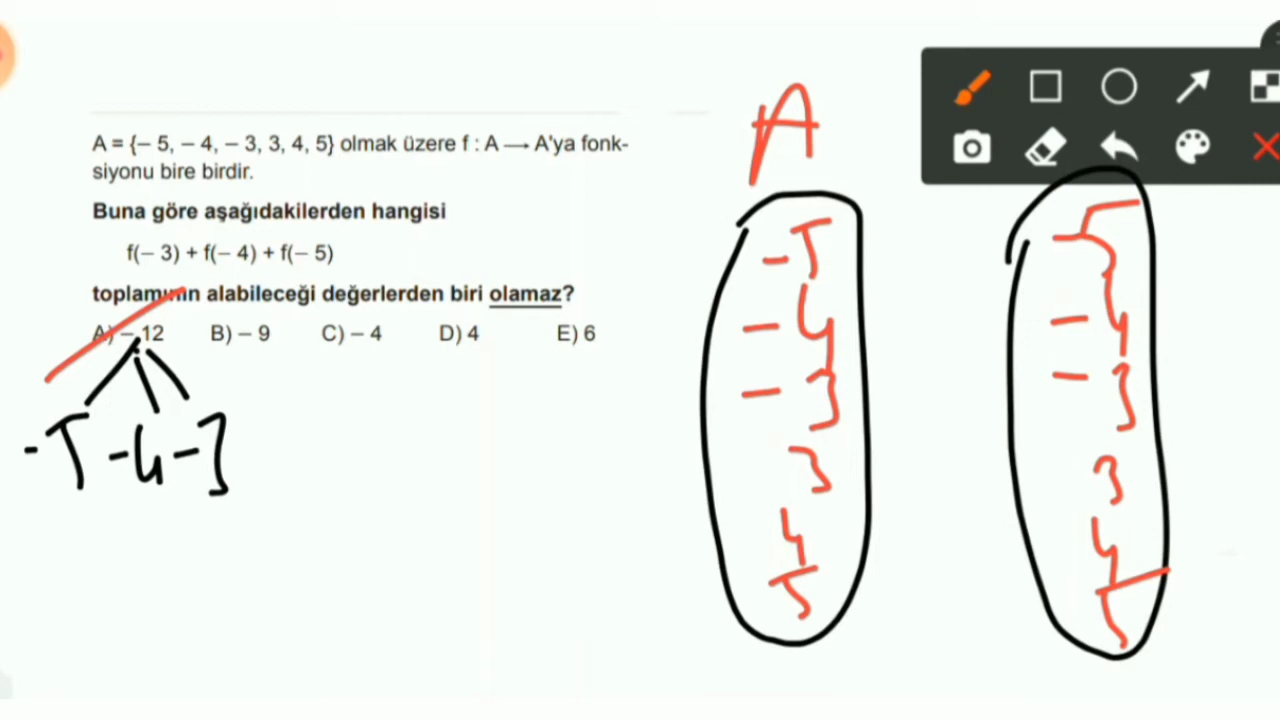 A = {– 5, – 4, – 3, 3, 4, 5} olmak üzere f : A → A'ya fonk-
siyonu bire birdir.
Buna göre aşağıdakilerden hangisi
f(– 3) + f(– 4) + f(– 5)
toplamının alabileceği değerlerden biri olamaz?
A) – 12 B) – 9 C) – 4 D) 4 E) 6
-5 -4 -3
A
-5
-4
-3
3
4
5
-5
-4
-3
3
4
5